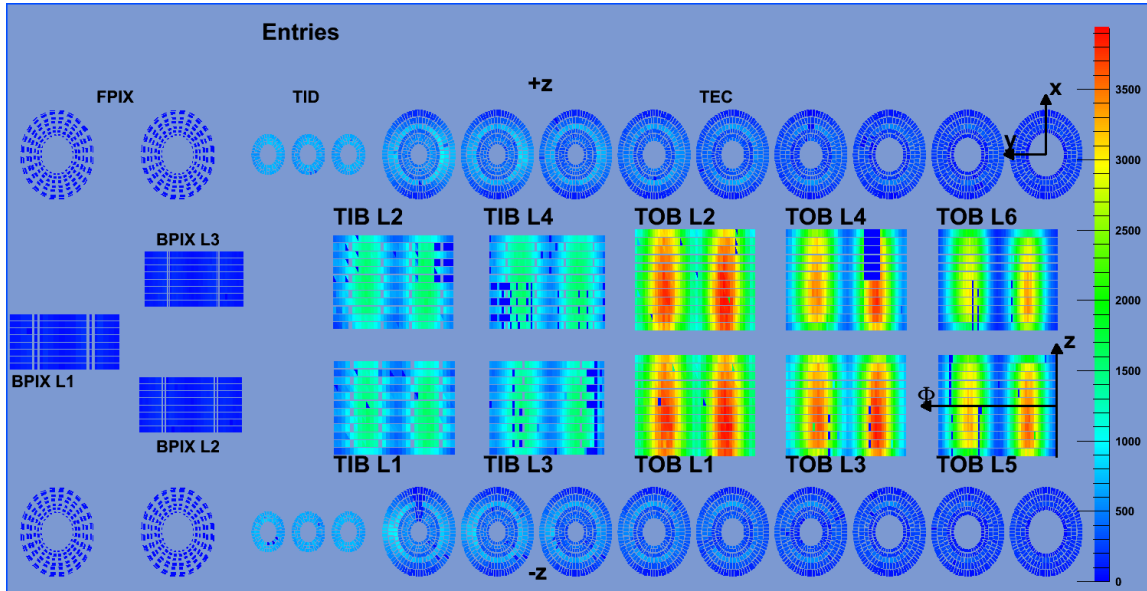 Entries
+z
FPIX
TID
TEC
x
y
TIB L2
TIB L4
TOB L2
TOB L4
TOB L6
BPIX L3
BPIX L1
BPIX L2
z
Φ
TIB L1
TIB L3
TOB L1
TOB L3
TOB L5
-z
3500
3000
2500
2000
1500
1000
500
0